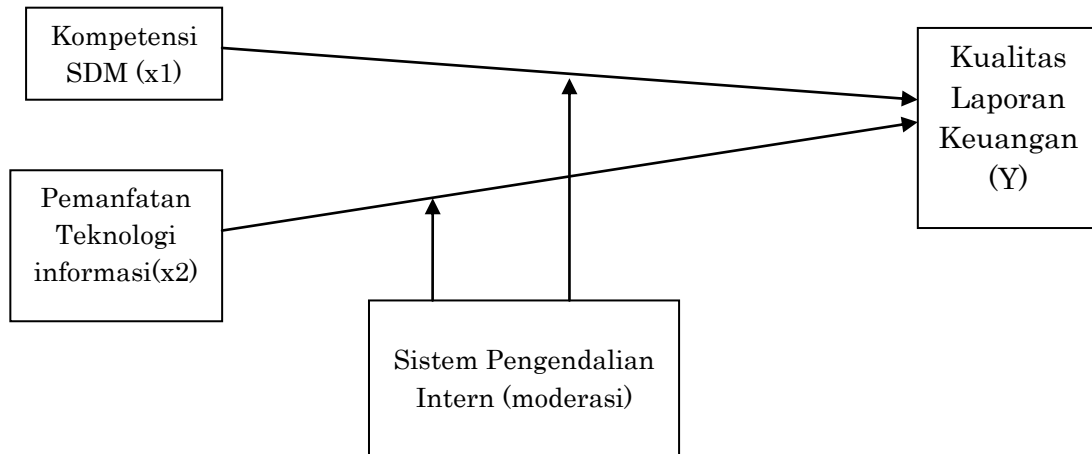 Kompetensi
SDM (x1)
Pemanfatan
Teknologi
informasi(x2)
Sistem Pengendalian
Intern (moderasi)
Kualitas
Laporan
Keuangan
(Y)